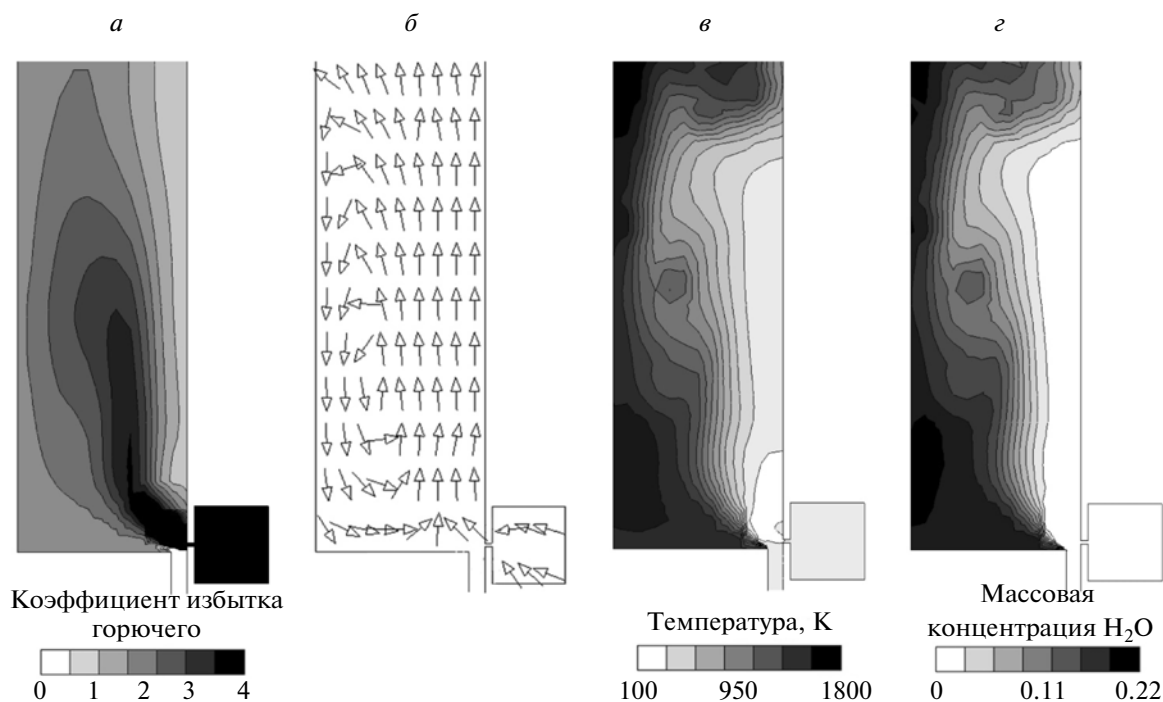 а б в г
Коэффициент избытка
горючего
0 1 2 3 4
Температура, К
100 950 1800
Массовая
концентрация H₂O
0 0.11 0.22